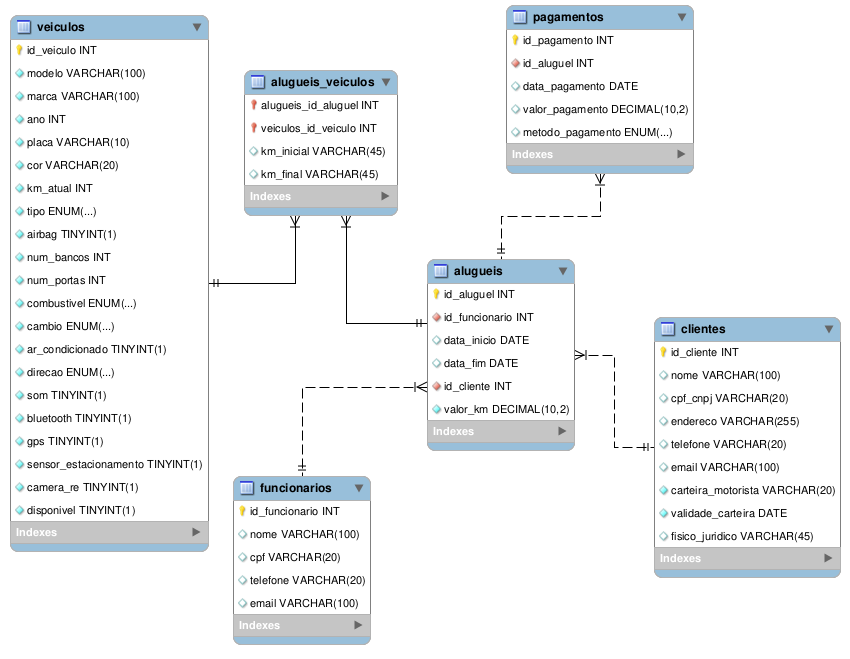 veiculos
id_veiculo INT
modelo VARCHAR(100)
marca VARCHAR(100)
ano INT
placa VARCHAR(10)
cor VARCHAR(20)
km_atual INT
tipo ENUM(...)
airbag TINYINT(1)
num_bancos INT
num_portas INT
combustivel ENUM(...)
cambio ENUM(...)
ar_condicionado TINYINT(1)
direcao ENUM(...)
som TINYINT(1)
bluetooth TINYINT(1)
gps TINYINT(1)
sensor_estacionamento TINYINT(1)
camera_re TINYINT(1)
disponivel TINYINT(1)
Indexes
alugueis_veiculos
alugueis_id_aluguel INT
veiculos_id_veiculo INT
km_inicial VARCHAR(45)
km_final VARCHAR(45)
Indexes
pagamentos
id_pagamento INT
id_aluguel INT
data_pagamento DATE
valor_pagamento DECIMAL(10,2)
metodo_pagamento ENUM(...)
Indexes
alugueis
id_aluguel INT
id_funcionario INT
data_inicio DATE
data_fim DATE
id_cliente INT
valor_km DECIMAL(10,2)
Indexes
clientes
id_cliente INT
nome VARCHAR(100)
cpf_cnpj VARCHAR(20)
endereco VARCHAR(255)
telefone VARCHAR(20)
email VARCHAR(100)
carteira_motorista VARCHAR(20)
validade_carteira DATE
fisico_juridico VARCHAR(45)
Indexes
funcionarios
id_funcionario INT
nome VARCHAR(100)
cpf VARCHAR(20)
telefone VARCHAR(20)
email VARCHAR(100)
Indexes